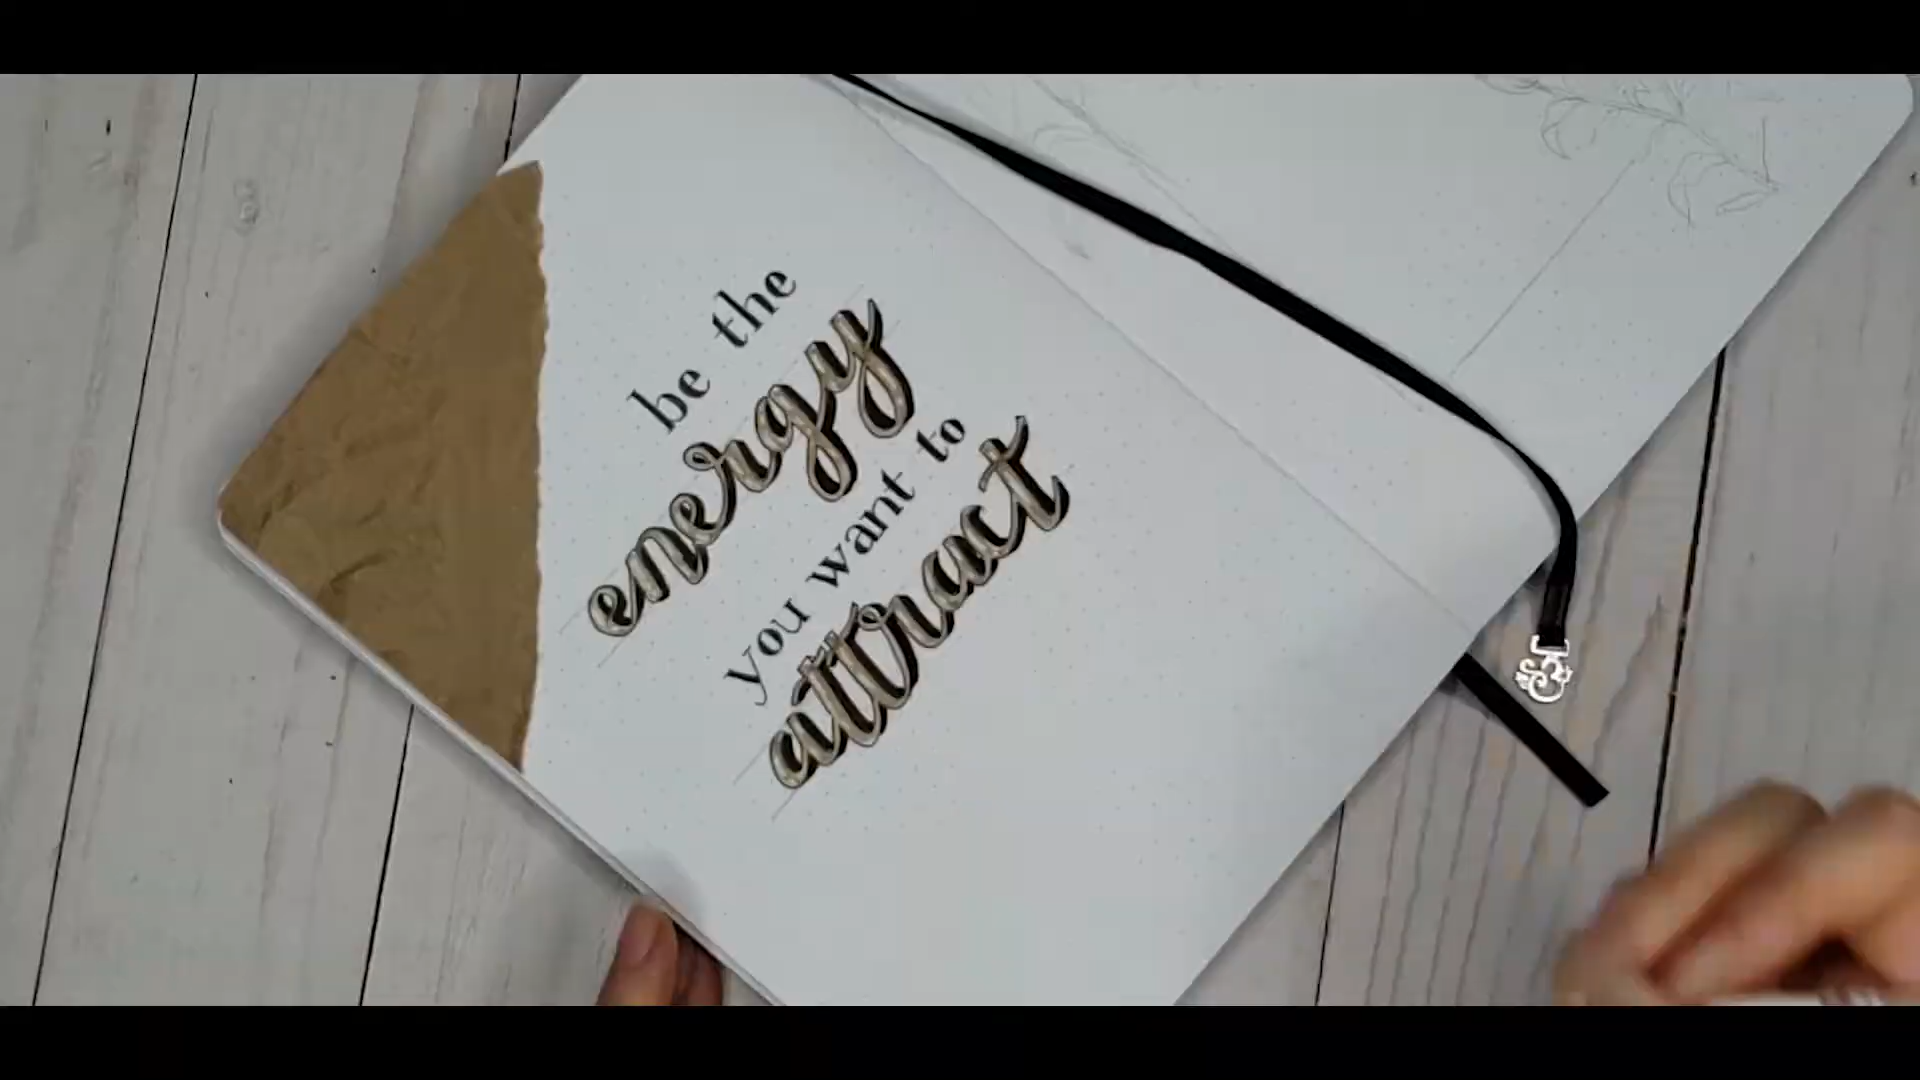 be the
energy
you want to
attract